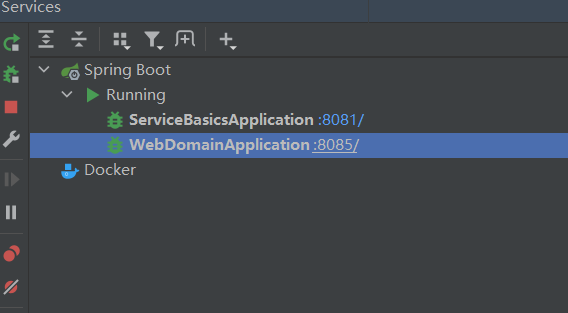 Services
Spring Boot
Running
ServiceBasicsApplication :8081/
WebDomainApplication :8085/
Docker